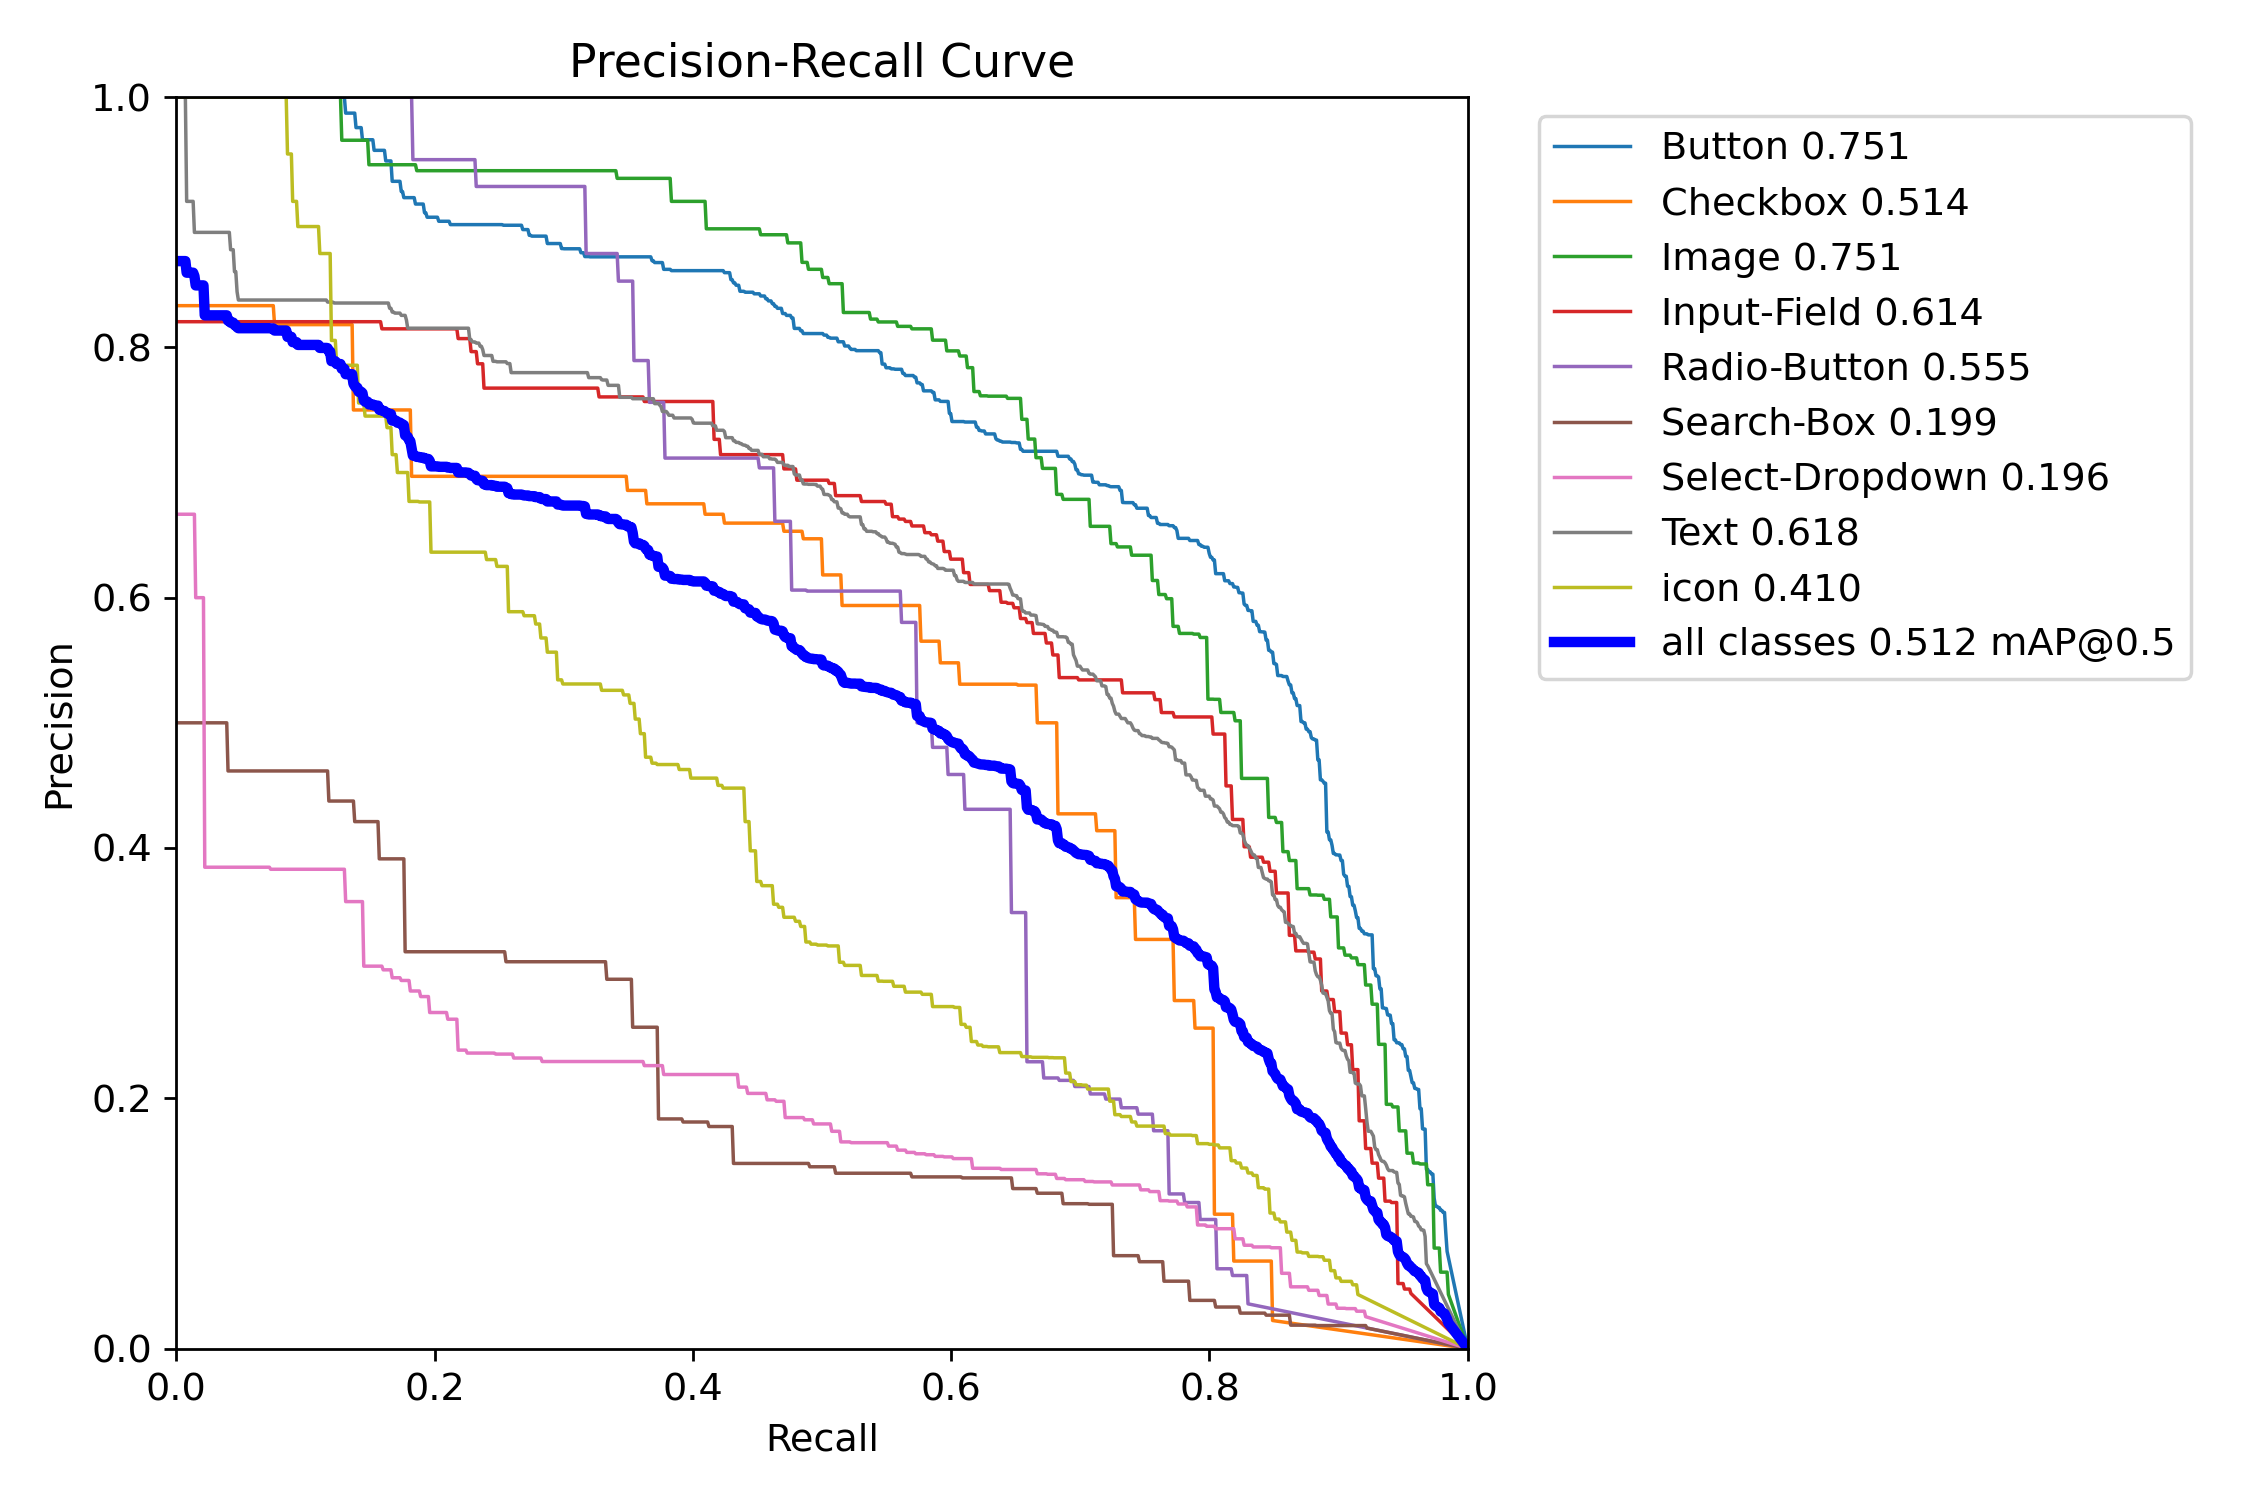 Precision-Recall Curve
1.0
0.8
0.6
0.4
0.2
0.0
Precision
0.0 0.2 0.4 0.6 0.8 1.0
Recall
Button 0.751
Checkbox 0.514
Image 0.751
Input-Field 0.614
Radio-Button 0.555
Search-Box 0.199
Select-Dropdown 0.196
Text 0.618
icon 0.410
all classes 0.512 mAP@0.5